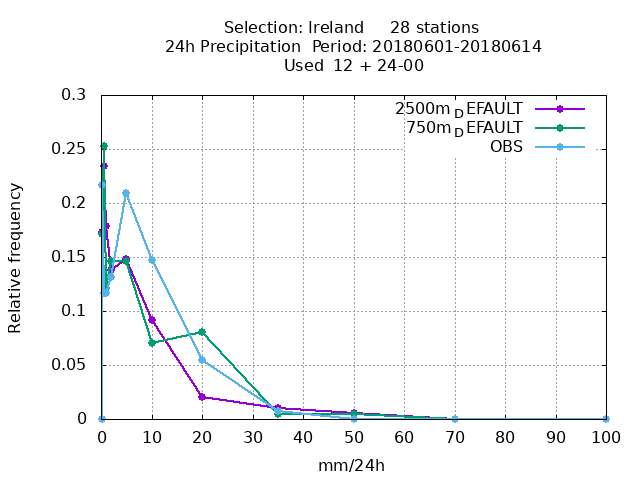 Selection: Ireland 28 stations
24h Precipitation Period: 20180601-20180614
Used 12 + 24-00
0.3
0.25
0.2
0.15
0.1
0.05
0
Relative frequency
2500m_DEFAULT
750m_DEFAULT
OBS
0 10 20 30 40 50 60 70 80 90 100
mm/24h